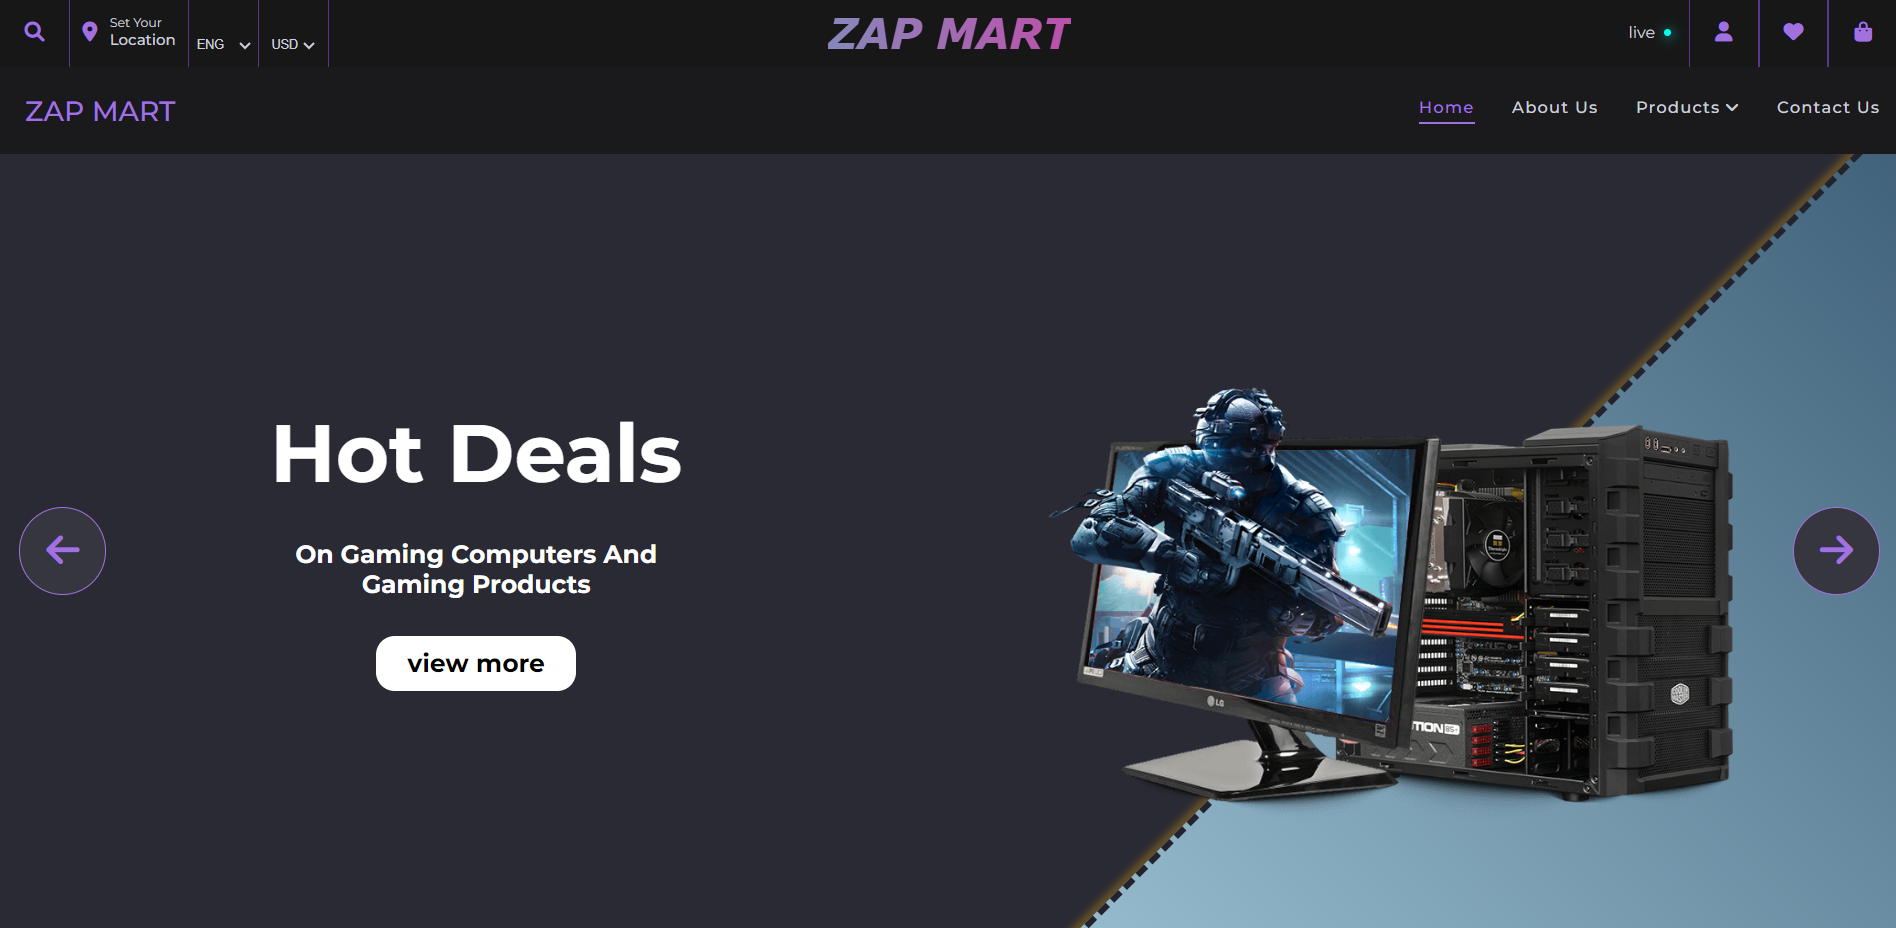 Set Your
Location
ENG
USD
ZAP MART
live
ZAP MART
Home
About Us
Products
Contact Us
Hot Deals
On Gaming Computers And
Gaming Products
view more
LG